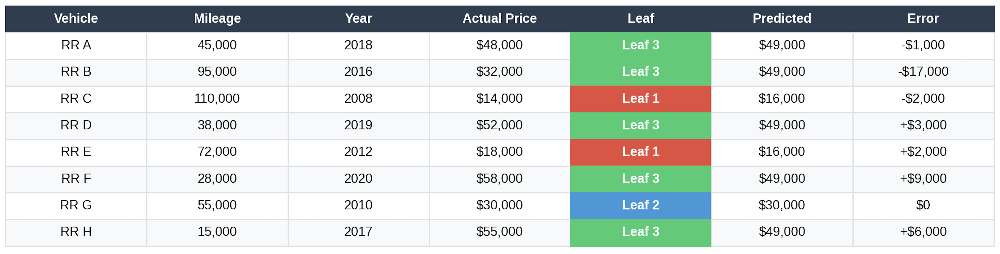 Vehicle Mileage Year Actual Price Leaf Predicted Error
RR A 45,000 2018 $48,000 Leaf 3 $49,000 -$1,000
RR B 95,000 2016 $32,000 Leaf 3 $49,000 -$17,000
RR C 110,000 2008 $14,000 Leaf 1 $16,000 -$2,000
RR D 38,000 2019 $52,000 Leaf 3 $49,000 +$3,000
RR E 72,000 2012 $18,000 Leaf 1 $16,000 +$2,000
RR F 28,000 2020 $58,000 Leaf 3 $49,000 +$9,000
RR G 55,000 2010 $30,000 Leaf 2 $30,000 $0
RR H 15,000 2017 $55,000 Leaf 3 $49,000 +$6,000